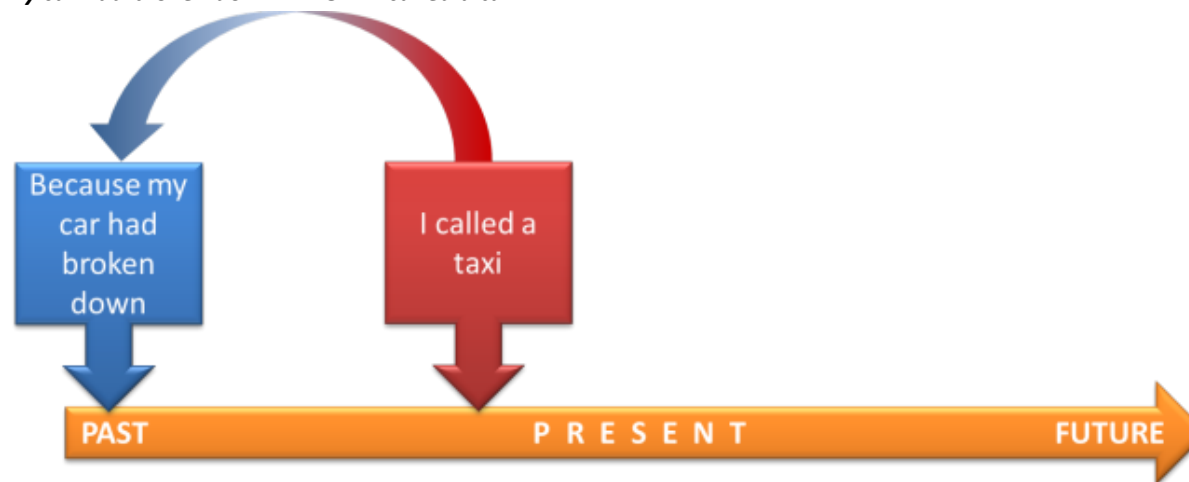 Because my
car had
broken
down
I called a
taxi
PAST
P R E S E N T
FUTURE